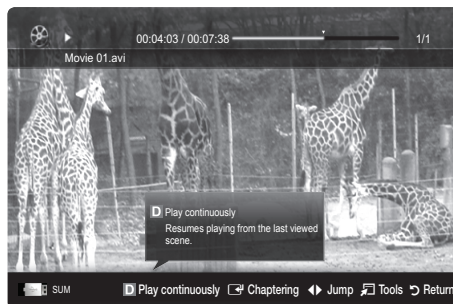 00:04:03 / 00:07:38 1/1
Movie 01.avi
D Play continuously
Resumes playing from the last viewed
scene.
SUM D Play continuously Chaptering Jump Tools Return